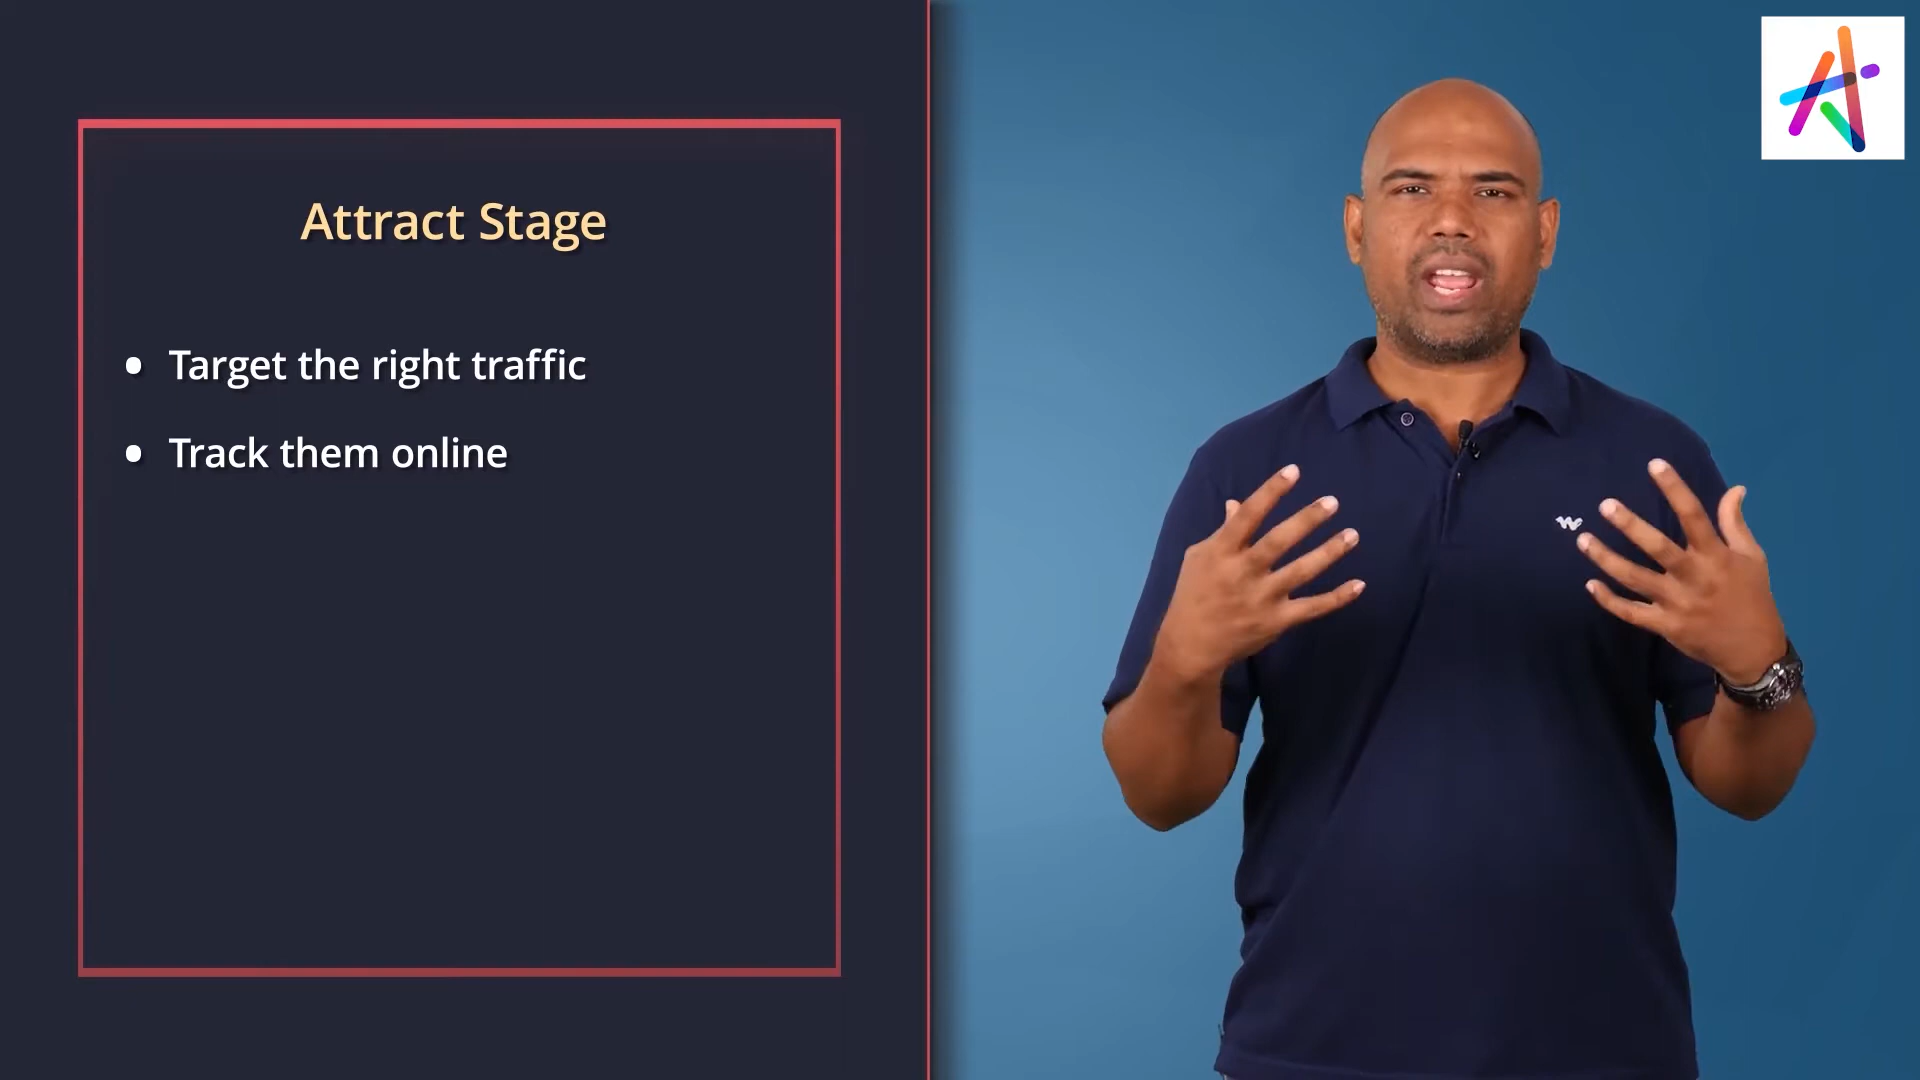 Attract Stage
• Target the right traffic
• Track them online